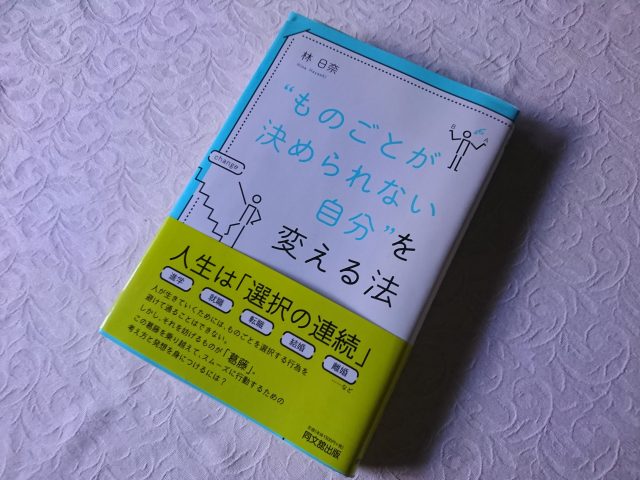 林 日奈
Hina Hayashi
“ものごとが
決められない
自分”を
変える法
B
A
change
人生は「選択の連続」
進学
就職
転職
結婚
離婚
……など
人が生きていくためには、ものごとを選択する行為を
避けて通ることはできない。
しかし、それを妨げるものが「葛藤」。
この葛藤を乗り越えて、スムーズに行動するための
考え方と発想を身につけるには?
同文舘出版